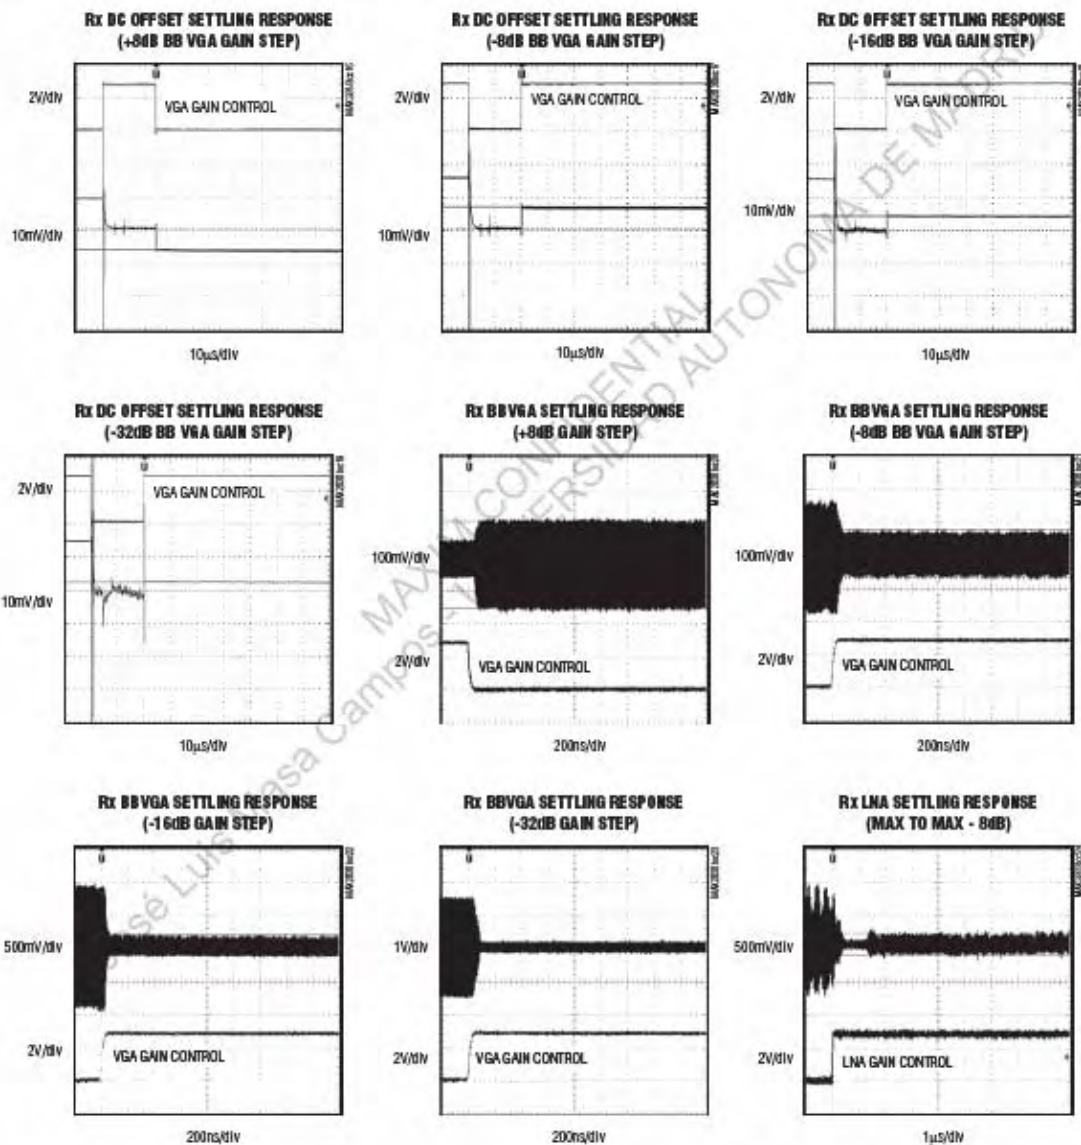 Rx DC OFFSET SETTLING RESPONSE
(+8dB BB VGA GAIN STEP)
2V/div
VGA GAIN CONTROL
10mV/div
10µs/div
Rx DC OFFSET SETTLING RESPONSE
(-8dB BB VGA GAIN STEP)
2V/div
VGA GAIN CONTROL
10mV/div
10µs/div
Rx DC OFFSET SETTLING RESPONSE
(-16dB BB VGA GAIN STEP)
2V/div
VGA GAIN CONTROL
10mV/div
10µs/div
Rx DC OFFSET SETTLING RESPONSE
(-32dB BB VGA GAIN STEP)
2V/div
VGA GAIN CONTROL
10mV/div
10µs/div
Rx BBVGA SETTLING RESPONSE
(+8dB GAIN STEP)
100mV/div
2V/div
VGA GAIN CONTROL
200ns/div
Rx BBVGA SETTLING RESPONSE
(-8dB BB VGA GAIN STEP)
100mV/div
2V/div
VGA GAIN CONTROL
200ns/div
Rx BBVGA SETTLING RESPONSE
(-16dB GAIN STEP)
500mV/div
2V/div
VGA GAIN CONTROL
200ns/div
Rx BBVGA SETTLING RESPONSE
(-32dB GAIN STEP)
1V/div
2V/div
VGA GAIN CONTROL
200ns/div
Rx LNA SETTLING RESPONSE
(MAX TO MAX - 8dB)
500mV/div
2V/div
LNA GAIN CONTROL
1µs/div
MAXIM CONFIDENTIAL
José Luis Masa Campos - UNIVERSIDAD AUTONOMA DE MADRID